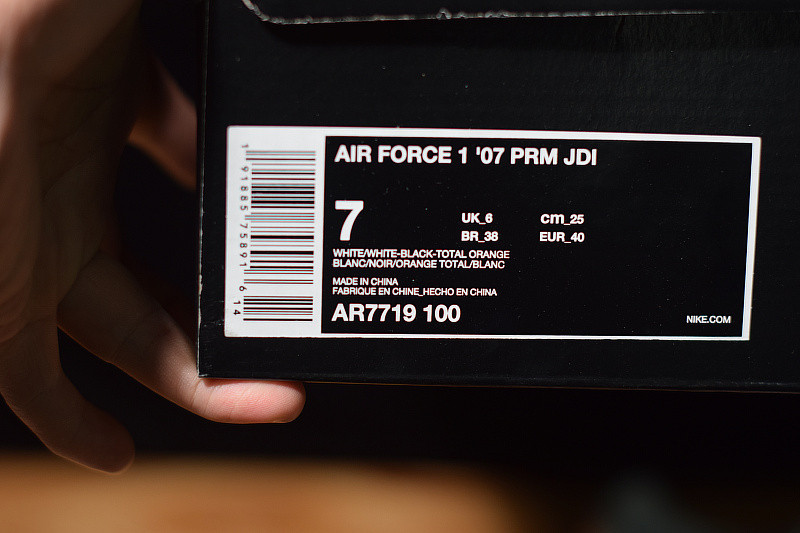 AIR FORCE 1 '07 PRM JDI
7
UK_6 cm_25
BR_38 EUR_40
WHITE/WHITE-BLACK-TOTAL ORANGE
BLANC/NOIR/ORANGE TOTAL/BLANC
MADE IN CHINA
FABRIQUE EN CHINE_HECHO EN CHINA
AR7719 100
NIKE.COM
1 91885 75891 6 14